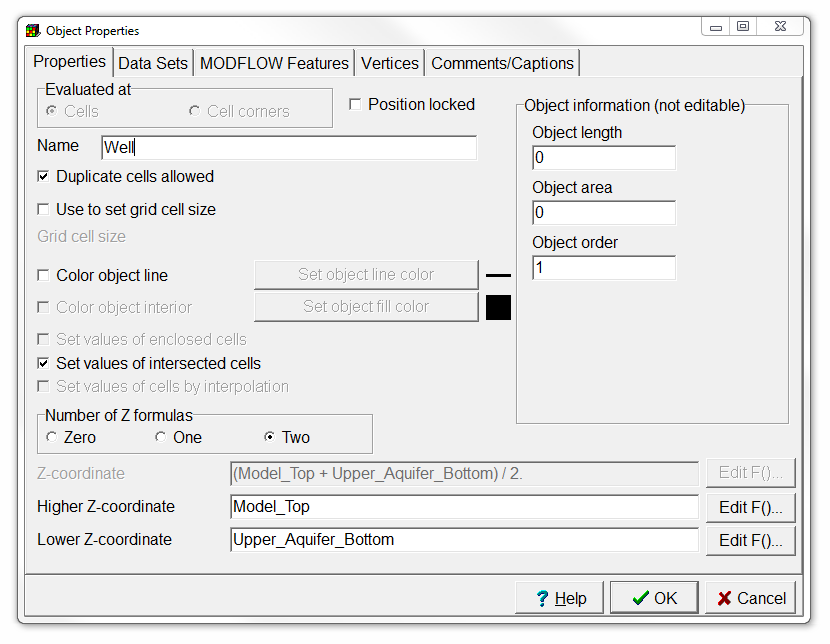 Object Properties
Properties
Data Sets
MODFLOW Features
Vertices
Comments/Captions
Evaluated at
Cells
Cell corners
Position locked
Name
Well
Duplicate cells allowed
Use to set grid cell size
Grid cell size
Color object line
Set object line color
Color object interior
Set object fill color
Set values of enclosed cells
Set values of intersected cells
Set values of cells by interpolation
Number of Z formulas
Zero
One
Two
Object information (not editable)
Object length
0
Object area
0
Object order
1
Z-coordinate
(Model_Top + Upper_Aquifer_Bottom) / 2.
Edit F()...
Higher Z-coordinate
Model_Top
Edit F()...
Lower Z-coordinate
Upper_Aquifer_Bottom
Edit F()...
? Help
OK
Cancel